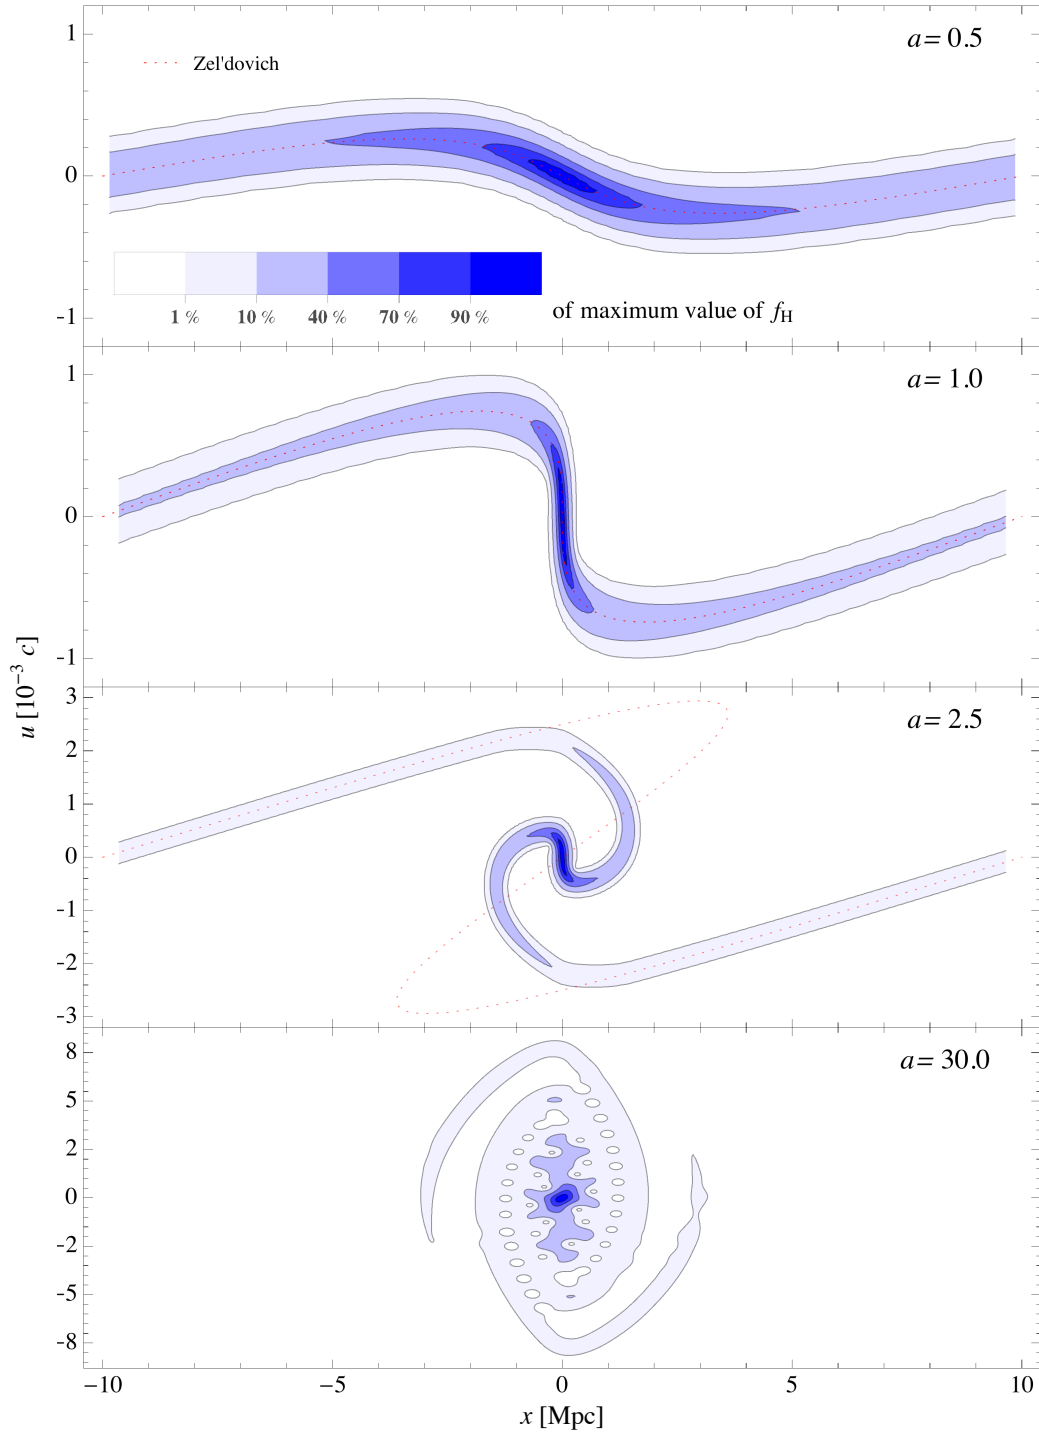 1
a= 0.5
Zel'dovich
0
1 % 10 % 40 % 70 % 90 %
of maximum value of fH
-1
1
a= 1.0
0
-1
u [10−3 c]
3
a= 2.5
2
1
0
-1
-2
-3
8
a= 30.0
5
2
0
-2
-5
-8
−10 −5 0 5 10
x [Mpc]